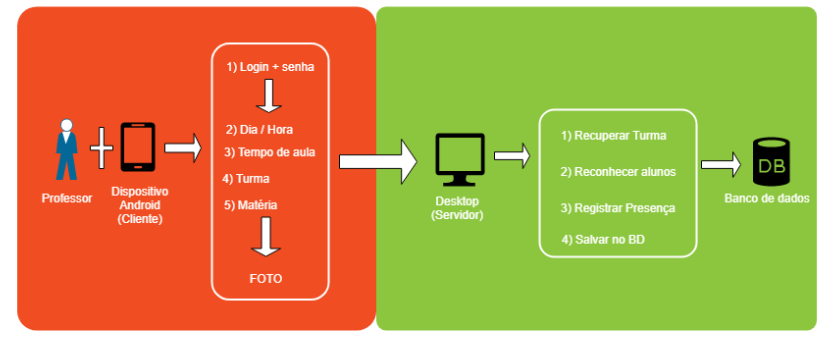 Professor
Dispositivo
Android
(Cliente)
1) Login + senha
2) Dia / Hora
3) Tempo de aula
4) Turma
5) Matéria
FOTO
Desktop
(Servidor)
1) Recuperar Turma
2) Reconhecer alunos
3) Registrar Presença
4) Salvar no BD
DB
Banco de dados